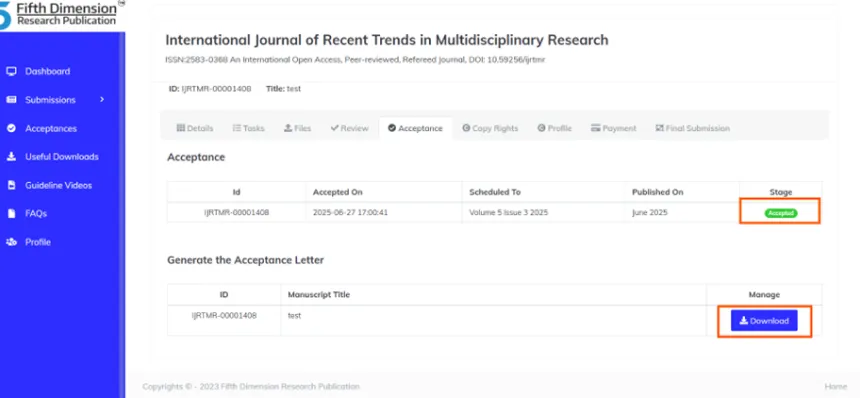 5 Fifth Dimension
Research Publication
Dashboard
Submissions
Acceptances
Useful Downloads
Guideline Videos
FAQs
Profile
International Journal of Recent Trends in Multidisciplinary Research
ISSN:2583-0368 An International Open Access, Peer-reviewed, Refereed Journal, DOI: 10.59256/ijrtmr
ID: IJRTMR-00001408 Title: test
Details Tasks Files Review Acceptance Copy Rights Profile Payment Final Submission
Acceptance
Id Accepted On Scheduled To Published On Stage
IJRTMR-00001408 2025-06-27 17:00:41 Volume 5 Issue 3 2025 June 2025 Accepted
Generate the Acceptance Letter
ID Manuscript Title Manage
IJRTMR-00001408 test Download
Copyrights © - 2023 Fifth Dimension Research Publication Home